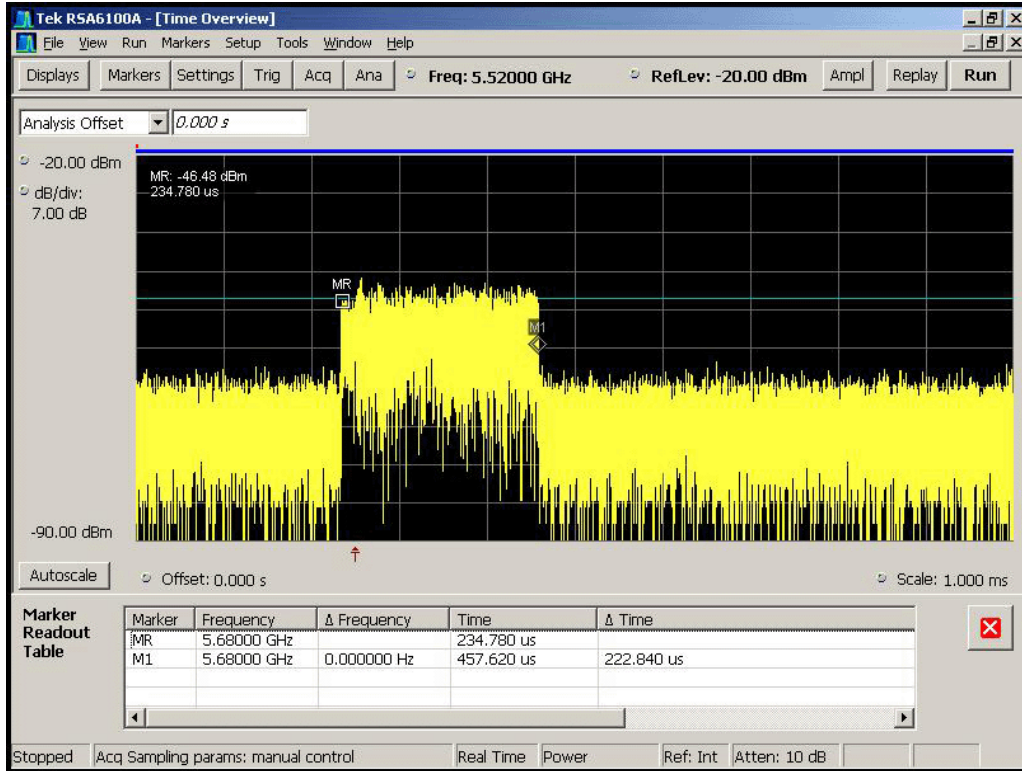 Tek RSA6100A - [Time Overview]
File View Run Markers Setup Tools Window Help
Displays Markers Settings Trig Acq Ana Freq: 5.52000 GHz RefLev: -20.00 dBm Ampl Replay Run
Analysis Offset 0.000 s
-20.00 dBm
dB/div:
7.00 dB
MR: -46.48 dBm
234.780 us
MR
M1
-90.00 dBm
Autoscale Offset: 0.000 s Scale: 1.000 ms
Marker Readout Table
Marker Frequency Δ Frequency Time Δ Time
MR 5.68000 GHz 234.780 us
M1 5.68000 GHz 0.000000 Hz 457.620 us 222.840 us
Stopped Acq Sampling params: manual control Real Time Power Ref: Int Atten: 10 dB